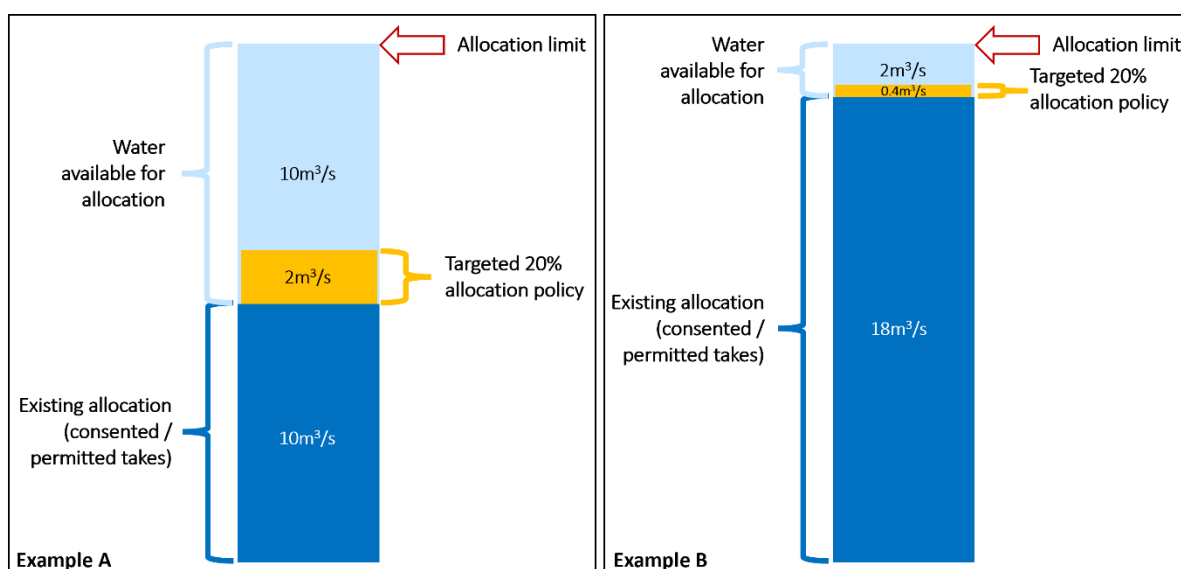 Allocation limit
Water
available for
allocation
10m³/s
2m³/s
Targeted 20%
allocation policy
Existing allocation
(consented /
permitted takes)
10m³/s
Example A
Water
available for
allocation
Allocation limit
2m³/s
0.4m³/s
Targeted 20%
allocation policy
Existing allocation
(consented /
permitted takes)
18m³/s
Example B